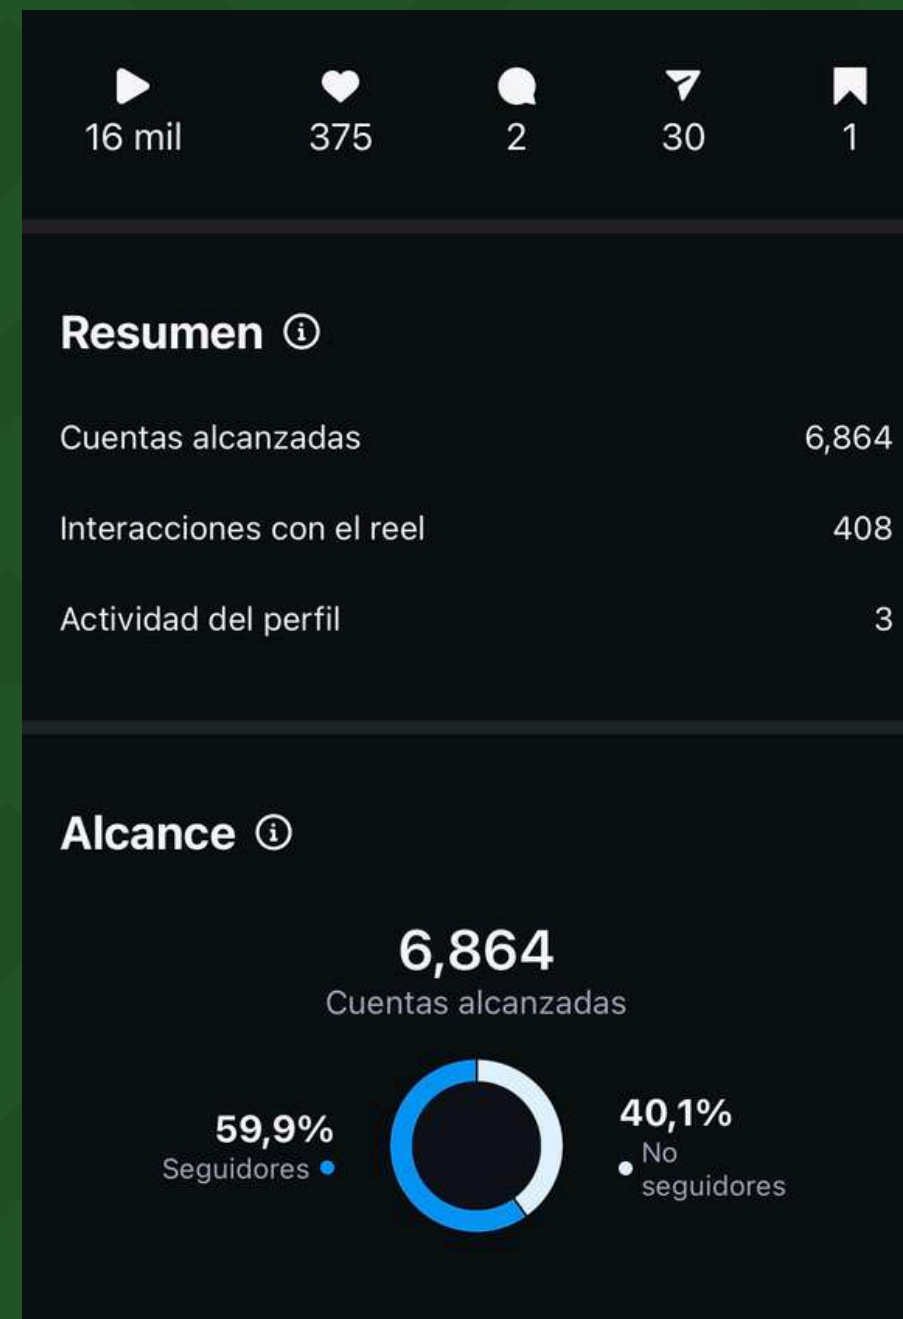 16 mil 375 2 30 1
Resumen
Cuentas alcanzadas 6,864
Interacciones con el reel 408
Actividad del perfil 3
Alcance
6,864
Cuentas alcanzadas
59,9%
Seguidores
40,1%
No
seguidores